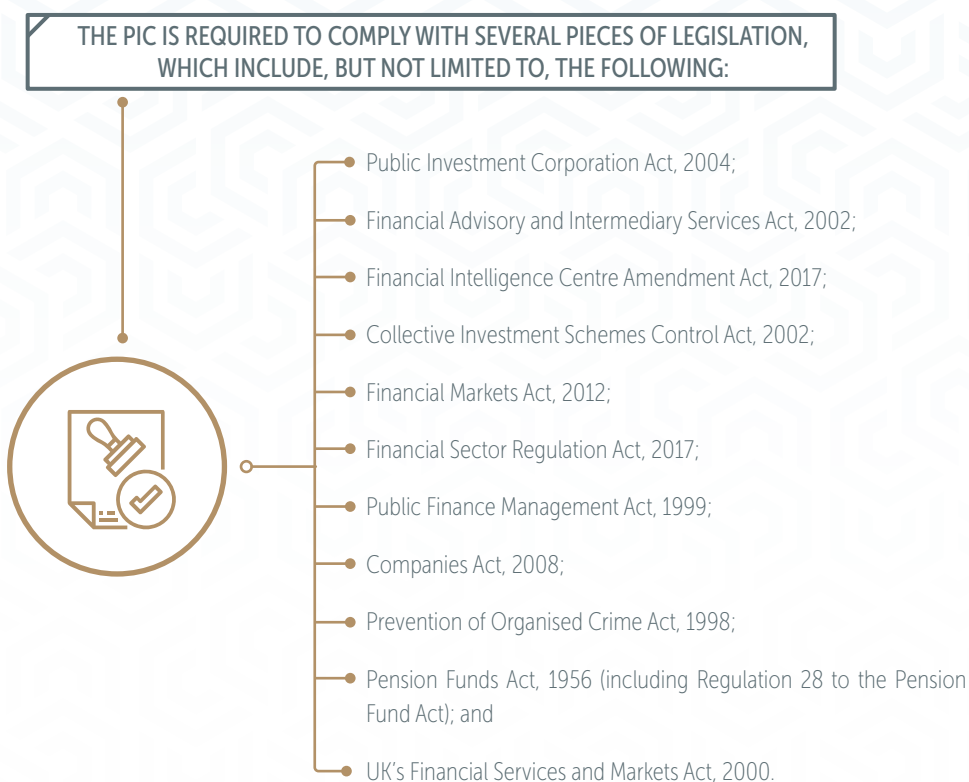 THE PIC IS REQUIRED TO COMPLY WITH SEVERAL PIECES OF LEGISLATION,
WHICH INCLUDE, BUT NOT LIMITED TO, THE FOLLOWING:
Public Investment Corporation Act, 2004;
Financial Advisory and Intermediary Services Act, 2002;
Financial Intelligence Centre Amendment Act, 2017;
Collective Investment Schemes Control Act, 2002;
Financial Markets Act, 2012;
Financial Sector Regulation Act, 2017;
Public Finance Management Act, 1999;
Companies Act, 2008;
Prevention of Organised Crime Act, 1998;
Pension Funds Act, 1956 (including Regulation 28 to the Pension
Fund Act); and
UK's Financial Services and Markets Act, 2000.